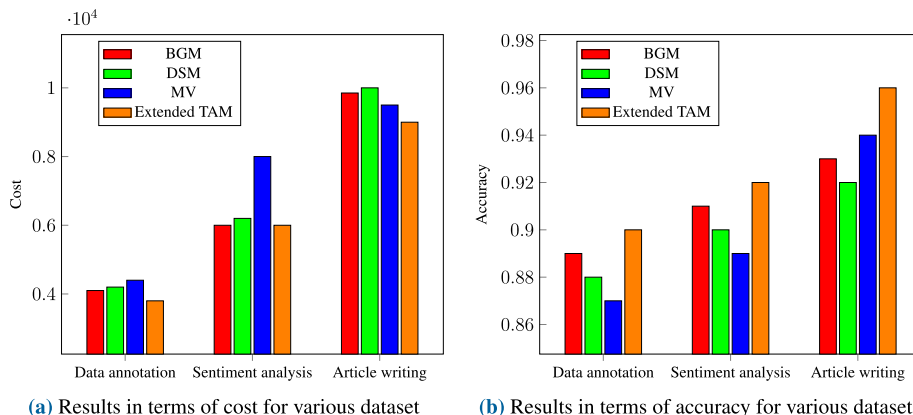 ·10⁴
BGM
DSM
MV
Extended TAM
1
0.8
0.6
0.4
Cost
Data annotation Sentiment analysis Article writing
(a) Results in terms of cost for various dataset
BGM
DSM
MV
Extended TAM
0.98
0.96
0.94
0.92
0.9
0.88
0.86
Accuracy
Data annotation Sentiment analysis Article writing
(b) Results in terms of accuracy for various dataset